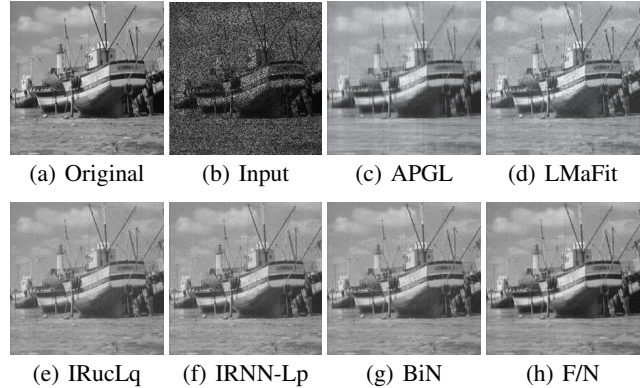 (a) Original (b) Input (c) APGL (d) LMaFit
(e) IRucLq (f) IRNN-Lp (g) BiN (h) F/N